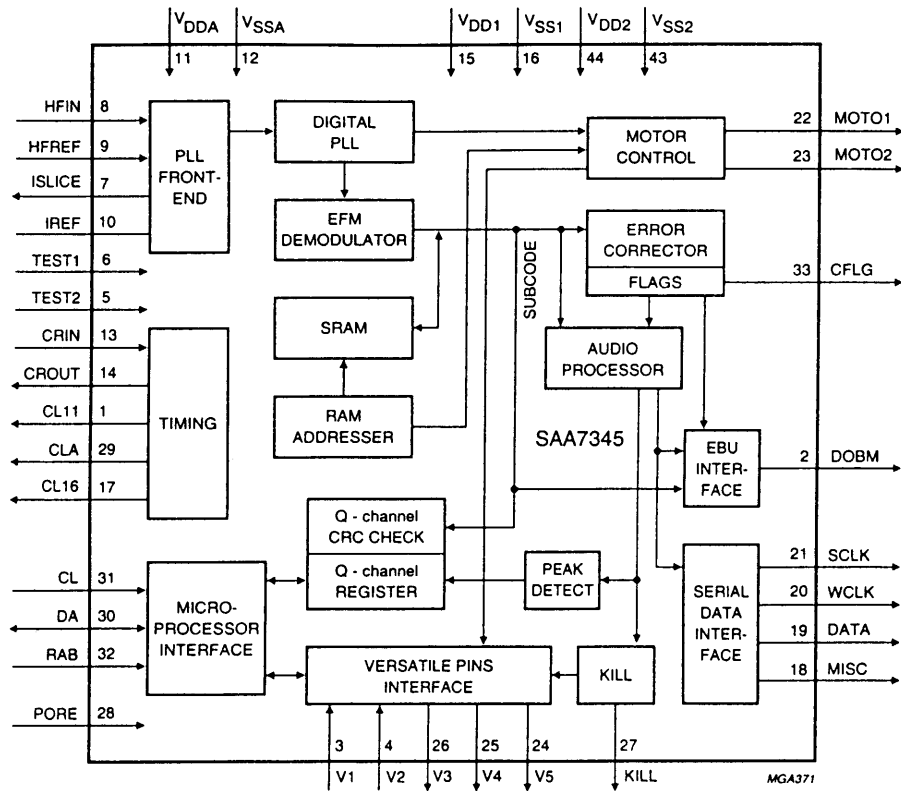 VDDA VSSA VDD1 VSS1 VDD2 VSS2
11 12 15 16 44 43
HFIN 8
HFREF 9
ISLICE 7
IREF 10
TEST1 6
TEST2 5
CRIN 13
CROUT 14
CL11 1
CLA 29
CL16 17
CL 31
DA 30
RAB 32
PORE 28
PLL
FRONT-
END
DIGITAL
PLL
EFM
DEMODULATOR
SRAM
RAM
ADDRESSER
TIMING
MOTOR
CONTROL
22 MOTO1
23 MOTO2
ERROR
CORRECTOR
FLAGS
33 CFLG
SUBCODE
AUDIO
PROCESSOR
SAA7345
EBU
INTER-
FACE
2 DOBM
Q - channel
CRC CHECK
Q - channel
REGISTER
PEAK
DETECT
MICRO-
PROCESSOR
INTERFACE
VERSATILE PINS
INTERFACE
KILL
SERIAL
DATA
INTER-
FACE
21 SCLK
20 WCLK
19 DATA
18 MISC
3 4 26 25 24 27
V1 V2 V3 V4 V5 KILL
MGA371